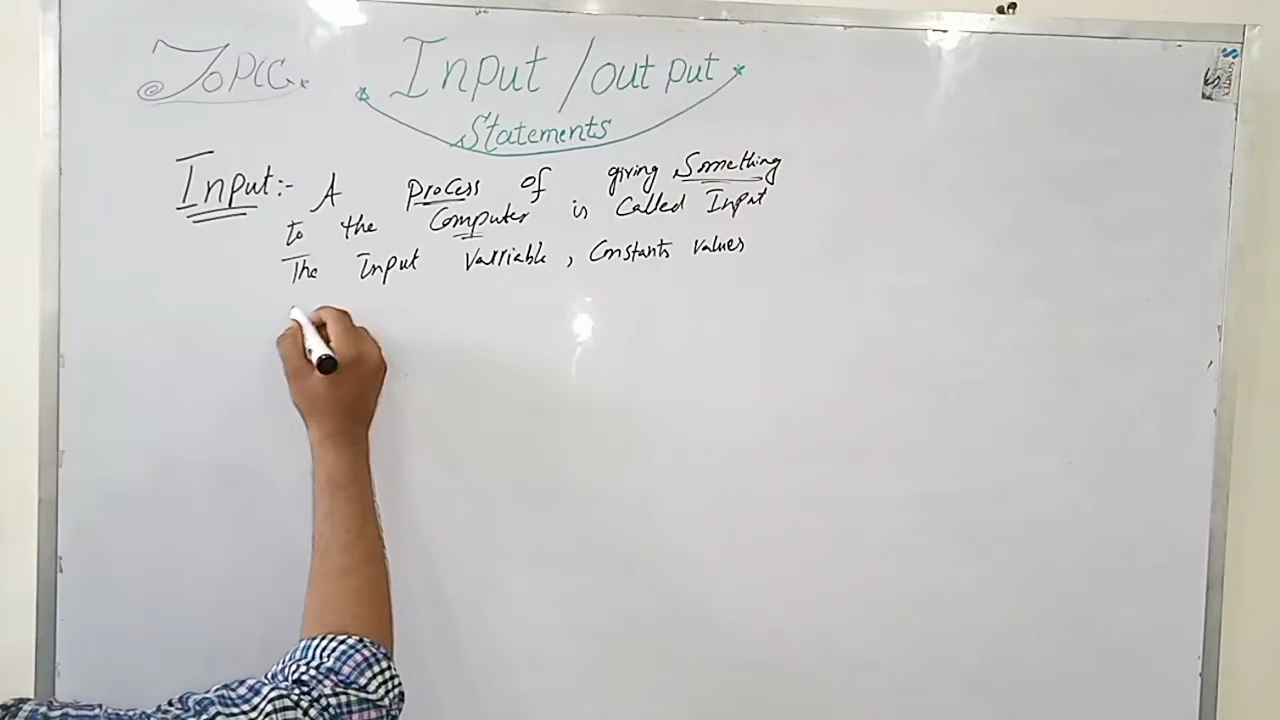 Topic
Input / out put
Statements
Input:- A process of giving Something
to the Computer is Called Input
The Input varriable, Constants values